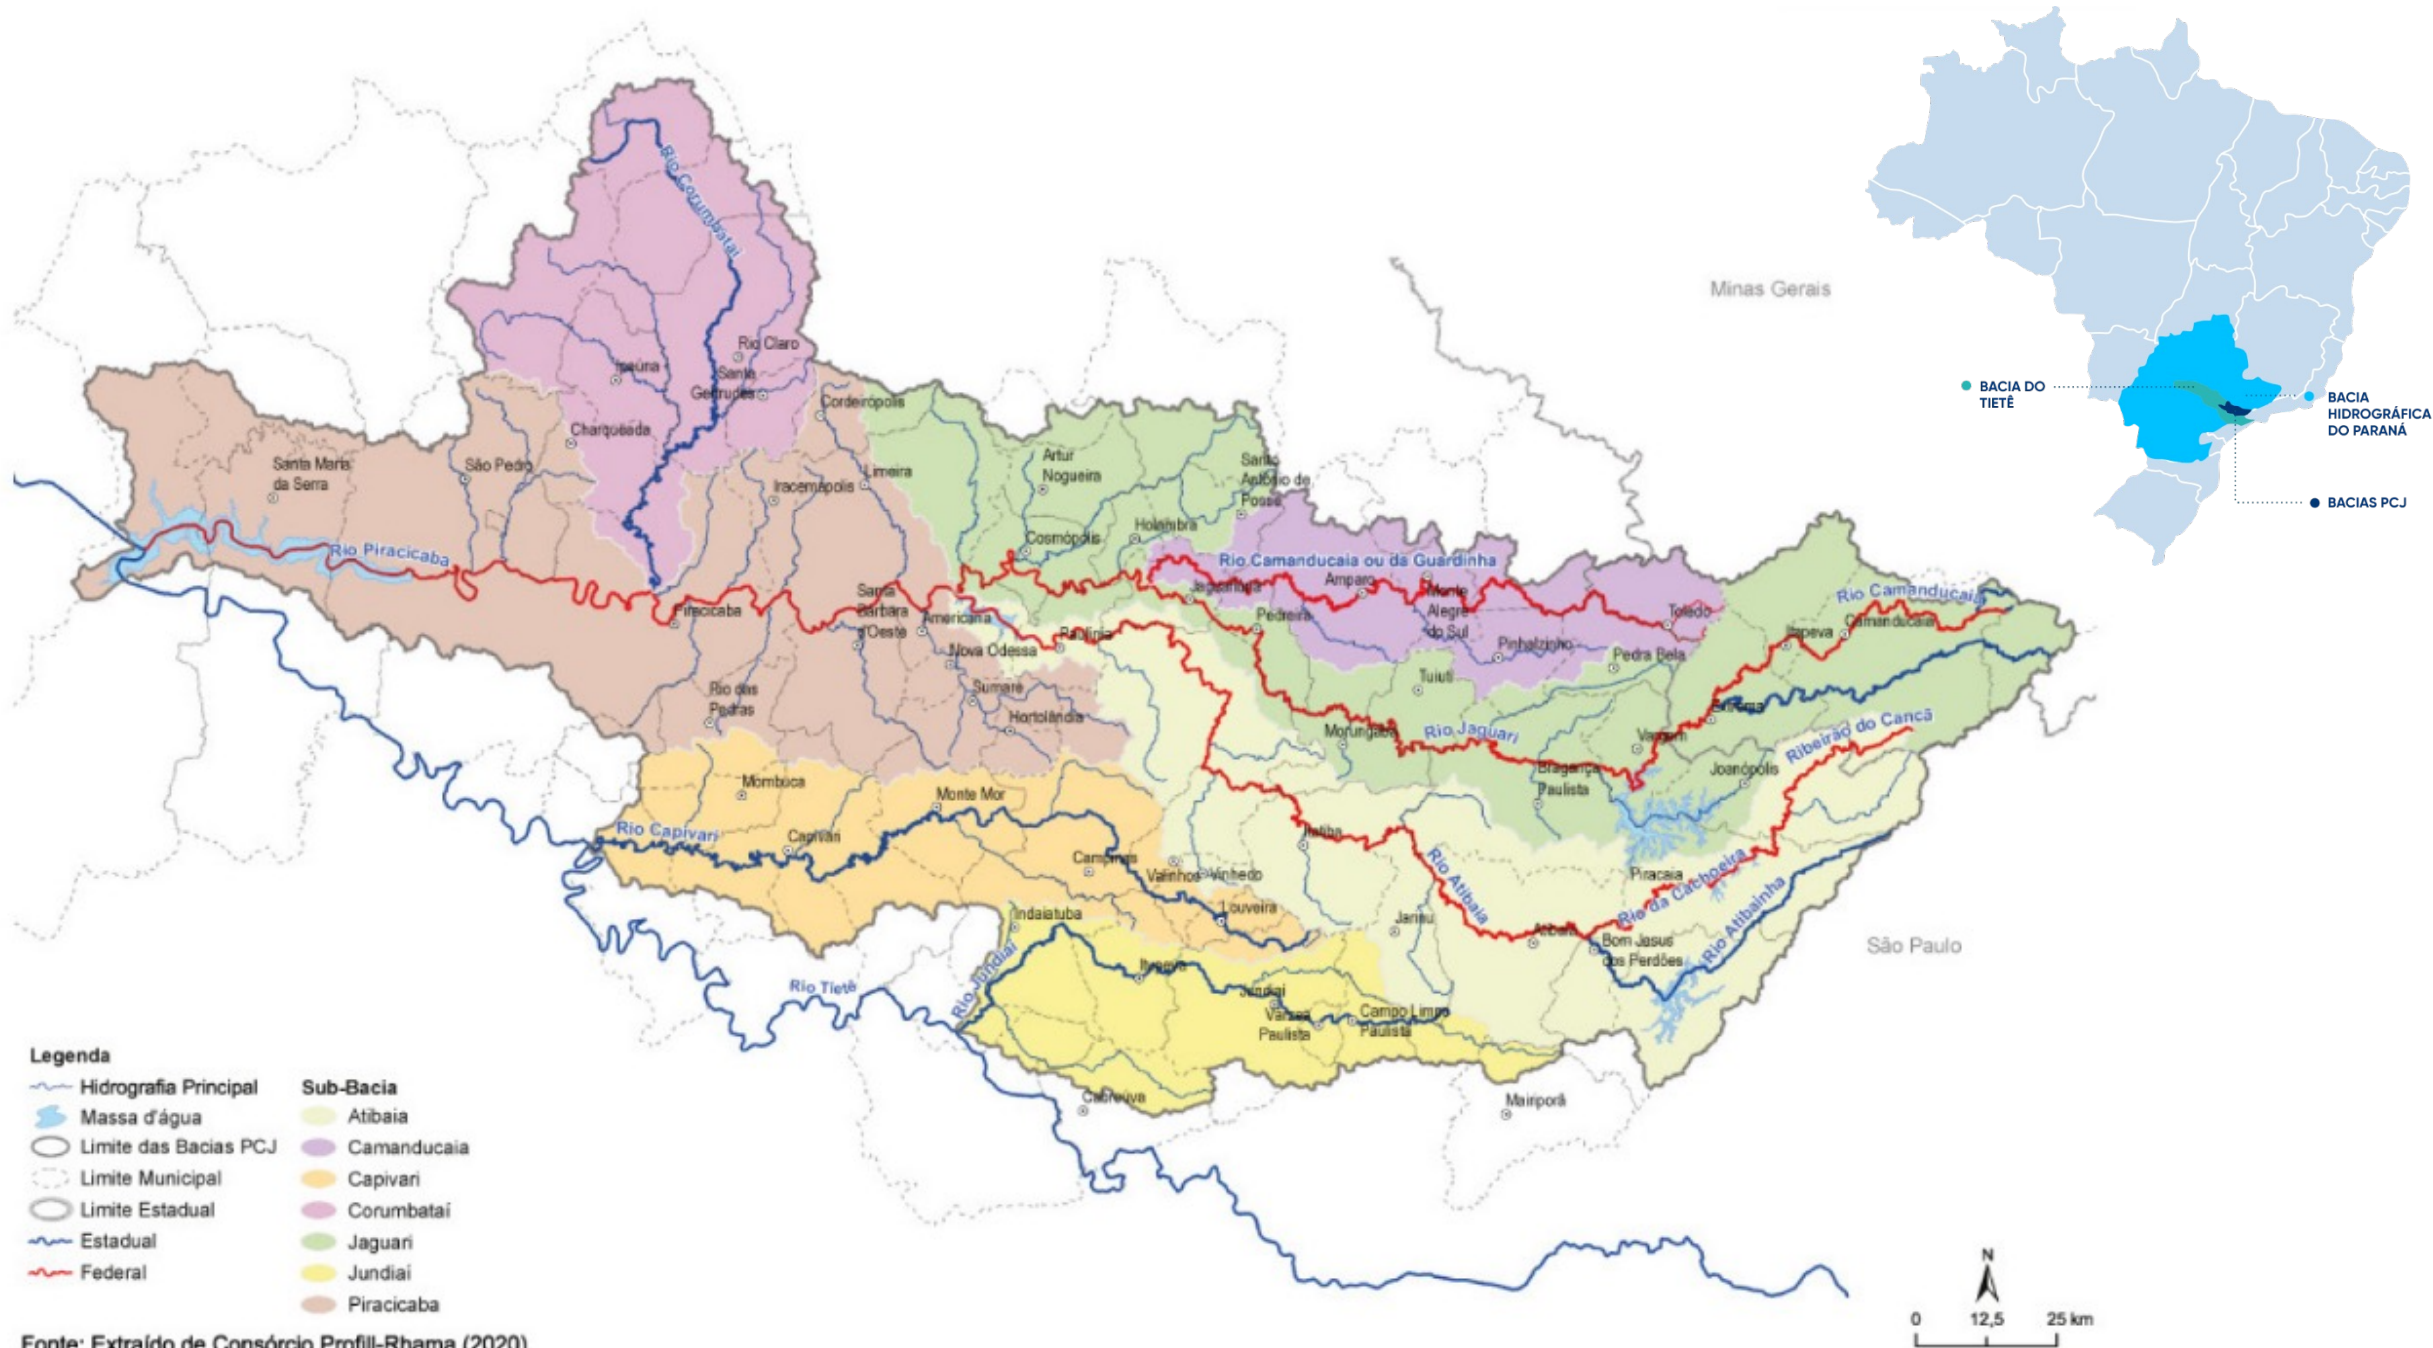 Minas Gerais
BACIA DO
TIETÊ
BACIA
HIDROGRÁFICA
DO PARANÁ
BACIAS PCJ
Rio Corumbataí
Rio Claro
Ipeúna
Santa
Gertrudes
Cordeirópolis
Charqueada
Santa Maria
da Serra
São Pedro
Iracemápolis
Limeira
Artur
Nogueira
Santo
Antônio de
Posse
Holambra
Cosmópolis
Rio Piracicaba
Rio Camanducaia ou da Guardinha
Jaguariúna
Amparo
Monte
Alegre
do Sul
Toledo
Rio Camanducaia
Camanducaia
Itapeva
Piracicaba
Santa
Bárbara
d'Oeste
Americana
Nova Odessa
Paulínia
Pedreira
Pinhalzinho
Pedra Bela
Tuiuti
Sumaré
Hortolândia
Rio das
Pedras
Extrema
Morungaba
Rio Jaguari
Vargem
Ribeirão do Cancã
Bragança
Paulista
Joanópolis
Mombuca
Monte Mor
Rio Capivari
Capivari
Campinas
Valinhos
Vinhedo
Itatiba
Rio Atibaia
Piracaia
Rio da Cachoeira
Rio Atibainha
Louveira
Jarinu
Atibaia
Bom Jesus
dos Perdões
São Paulo
Indaiatuba
Rio Jundiaí
Itupeva
Rio Tietê
Jundiaí
Várzea
Paulista
Campo Limpo
Paulista
Cabreúva
Mairiporã
Legenda
Hidrografia Principal
Massa d'água
Limite das Bacias PCJ
Limite Municipal
Limite Estadual
Estadual
Federal
Sub-Bacia
Atibaia
Camanducaia
Capivari
Corumbataí
Jaguari
Jundiaí
Piracicaba
N
0 12,5 25 km
Fonte: Extraído de Consórcio Profill-Rhama (2020)